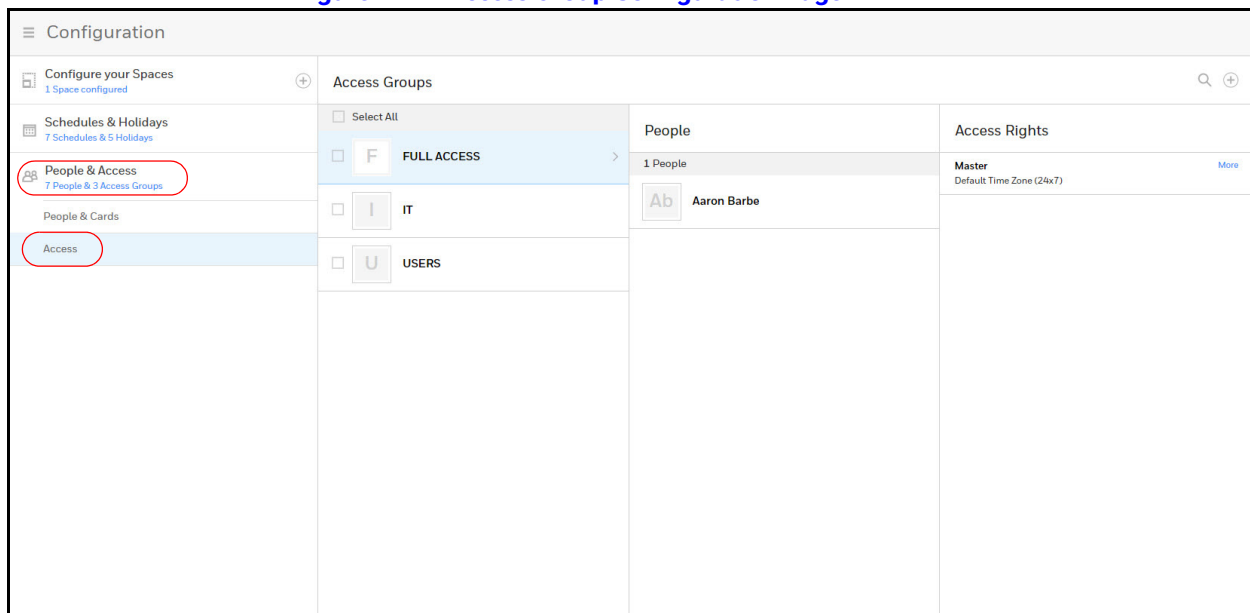 Configuration
Configure your Spaces
1 Space configured
Schedules & Holidays
7 Schedules & 5 Holidays
People & Access
7 People & 3 Access Groups
People & Cards
Access
Access Groups
Select All
F FULL ACCESS
I IT
U USERS
People
1 People
Ab Aaron Barbe
Access Rights
Master More
Default Time Zone (24x7)